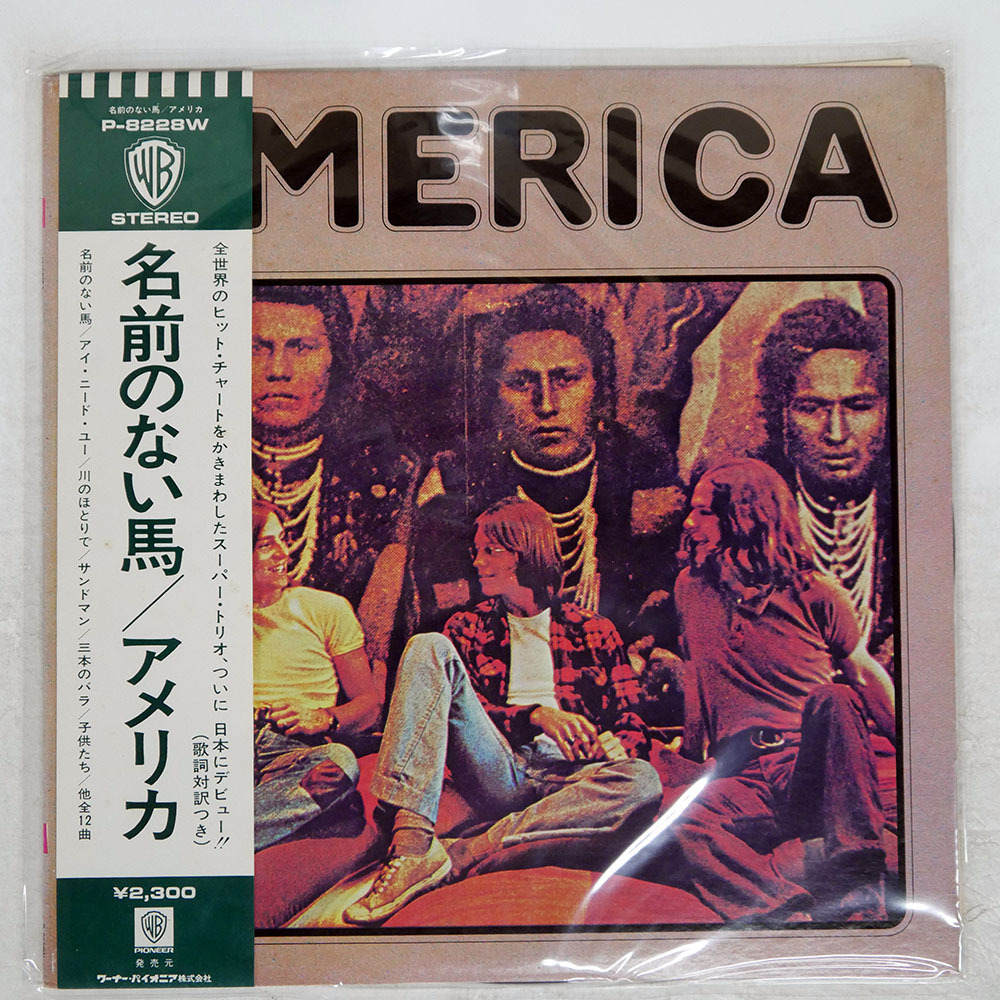 名前のない馬/アメリカ
P-8228W
WB
STEREO
全世界のヒット・チャートをかきまわしたスーパー・トリオ、ついに 日本にデビュー!!
(歌詞対訳つき)
名前のない馬/アメリカ
名前のない馬/アイ・ニード・ユー/川のほとりで/サンドマン/三本のバラ/子供たち/他全12曲
¥2,300
WB
PIONEER
発売元
ワーナー・パイオニア株式会社
MERICA